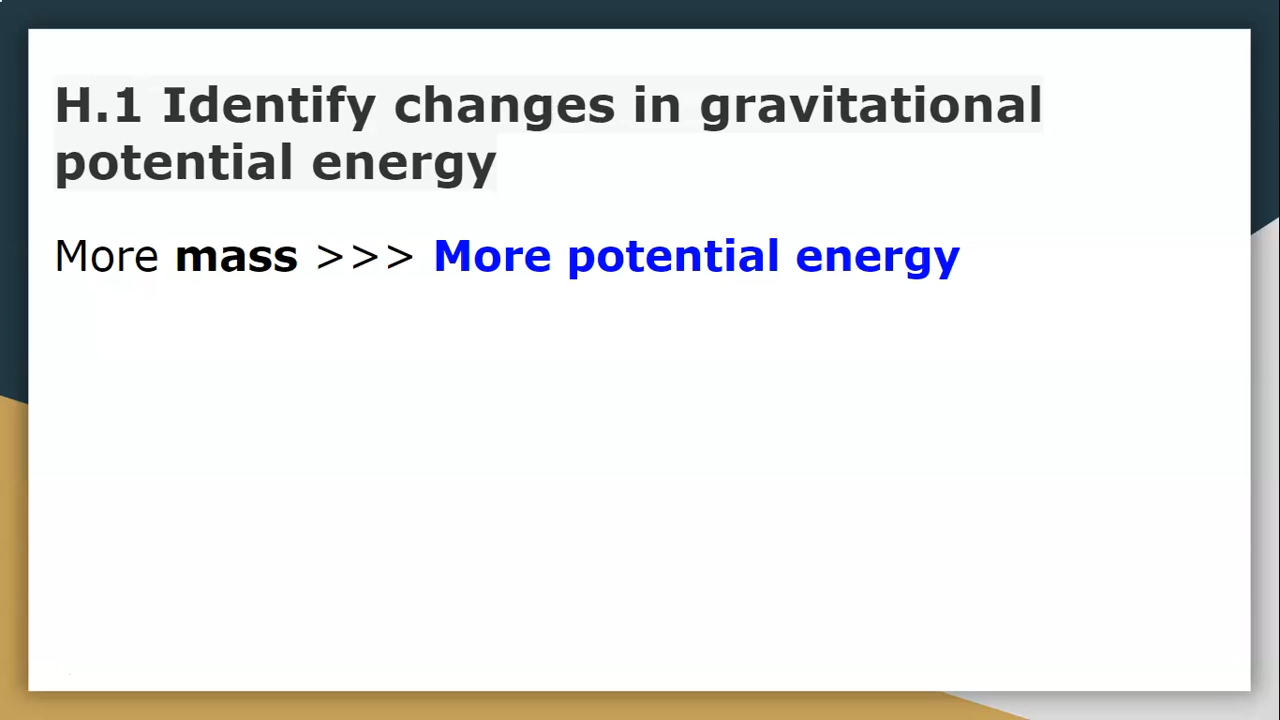 H.1 Identify changes in gravitational
potential energy
More mass >>> More potential energy